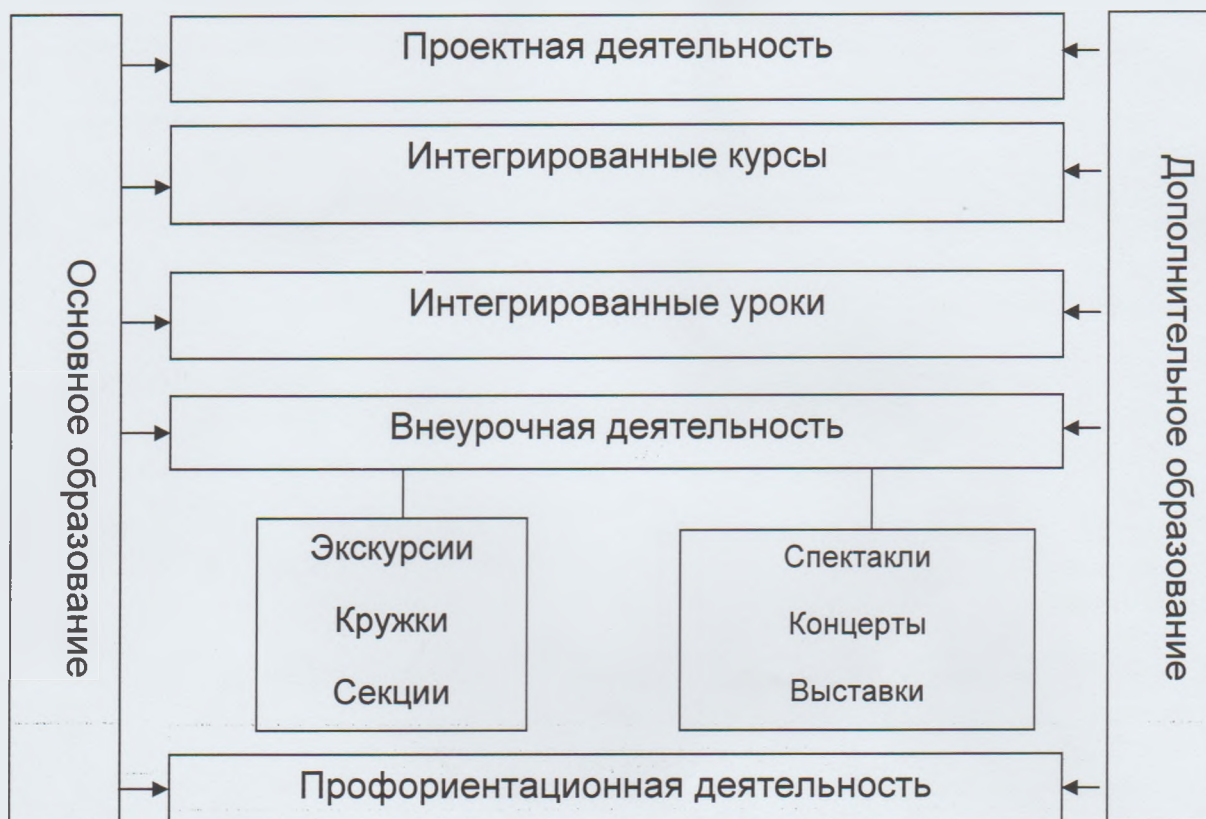 Проектная деятельность
Интегрированные курсы
Интегрированные уроки
Внеурочная деятельность
Экскурсии
Кружки
Секции
Спектакли
Концерты
Выставки
Профориентационная деятельность
Основное образование
Дополнительное образование